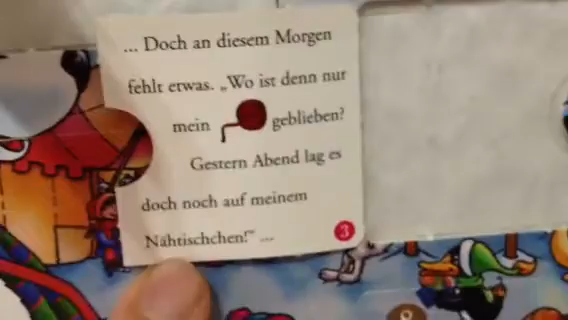 ... Doch an diesem Morgen
fehlt etwas. „Wo ist denn nur
mein geblieben?
Gestern Abend lag es
doch noch auf meinem
Nähtischchen!“ ...
3